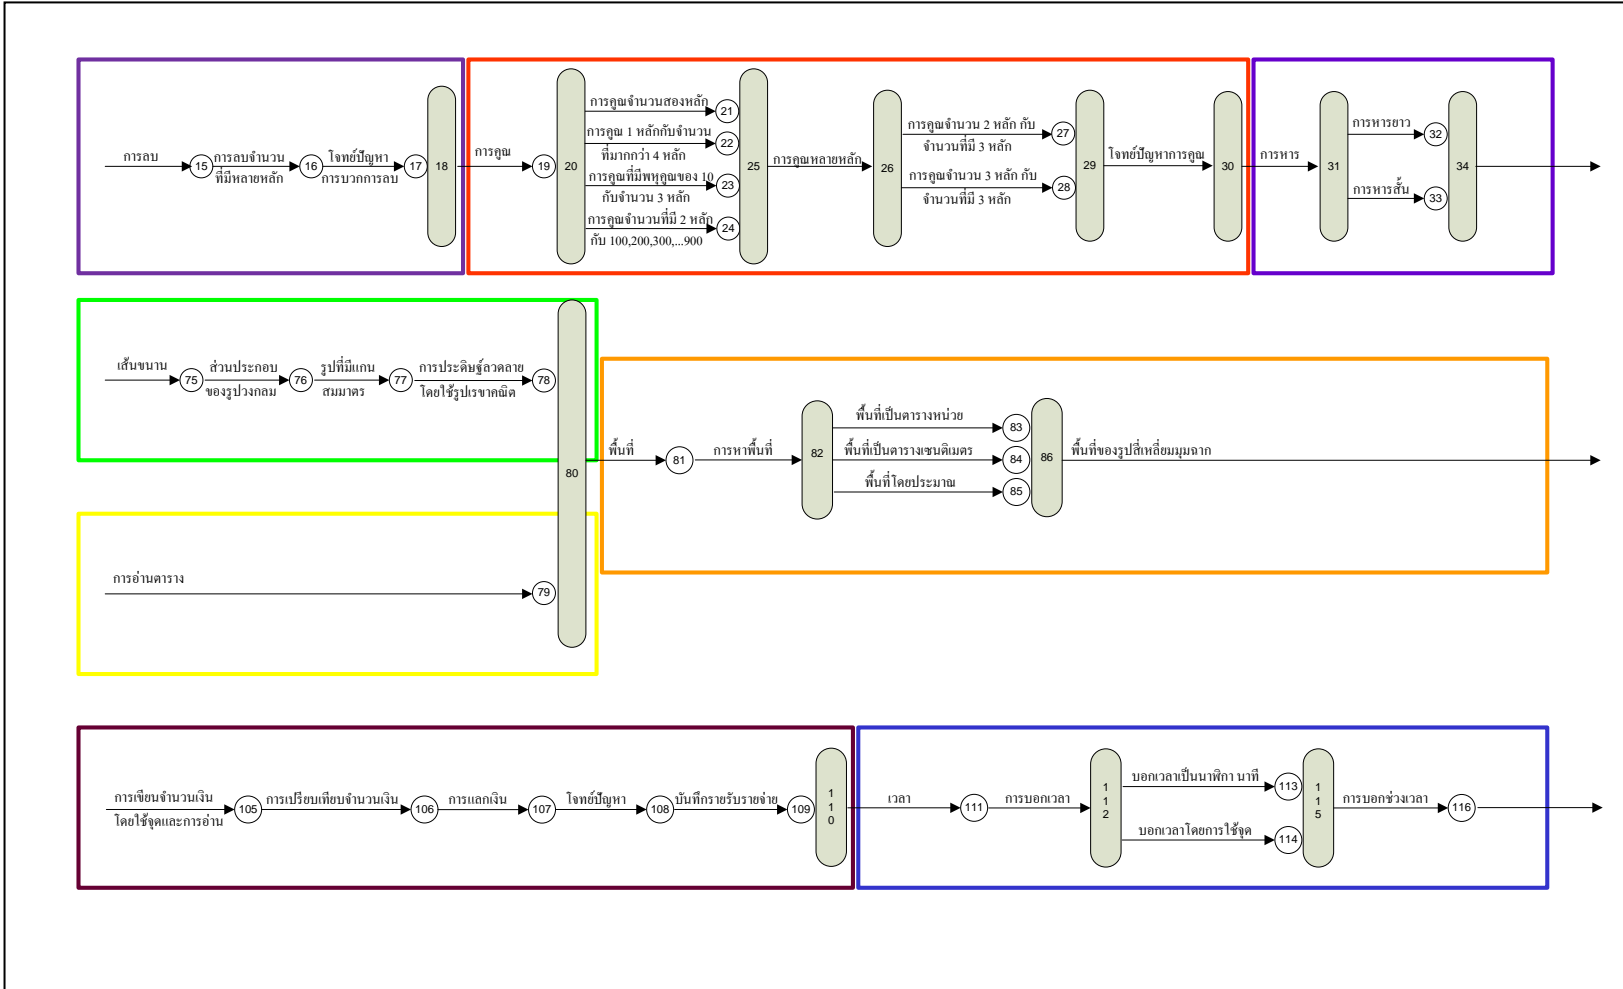 การลบ
15
การลบจำนวน
ที่มีหลายหลัก
16
โจทย์ปัญหา
การบวกการลบ
17
18
การคูณ
19
20
การคูณจำนวนสองหลัก
21
การคูณ 1 หลักกับจำนวน
ที่มากกว่า 4 หลัก
22
การคูณที่มีพหุคูณของ 10
กับจำนวน 3 หลัก
23
การคูณจำนวนที่มี 2 หลัก
กับ 100,200,300,...900
24
25
การคูณหลายหลัก
26
การคูณจำนวน 2 หลัก กับ
จำนวนที่มี 3 หลัก
27
การคูณจำนวน 3 หลัก กับ
จำนวนที่มี 3 หลัก
28
29
โจทย์ปัญหาการคูณ
30
การหาร
31
การหารยาว
32
การหารสั้น
33
34
เส้นขนาน
75
ส่วนประกอบ
ของรูปวงกลม
76
รูปที่มีแกน
สมมาตร
77
การประดิษฐ์ลวดลาย
โดยใช้รูปเรขาคณิต
78
การอ่านตาราง
79
80
พื้นที่
81
การหาพื้นที่
82
พื้นที่เป็นตารางหน่วย
83
พื้นที่เป็นตารางเซนติเมตร
84
พื้นที่โดยประมาณ
85
86
พื้นที่ของรูปสี่เหลี่ยมมุมฉาก
การเขียนจำนวนเงิน
โดยใช้จุดและการอ่าน
105
การเปรียบเทียบจำนวนเงิน
106
การแลกเงิน
107
โจทย์ปัญหา
108
บันทึกรายรับรายจ่าย
109
1
1
0
เวลา
111
การบอกเวลา
1
1
2
บอกเวลาเป็นนาฬิกา นาที
113
บอกเวลาโดยการใช้จุด
114
1
1
5
การบอกช่วงเวลา
116